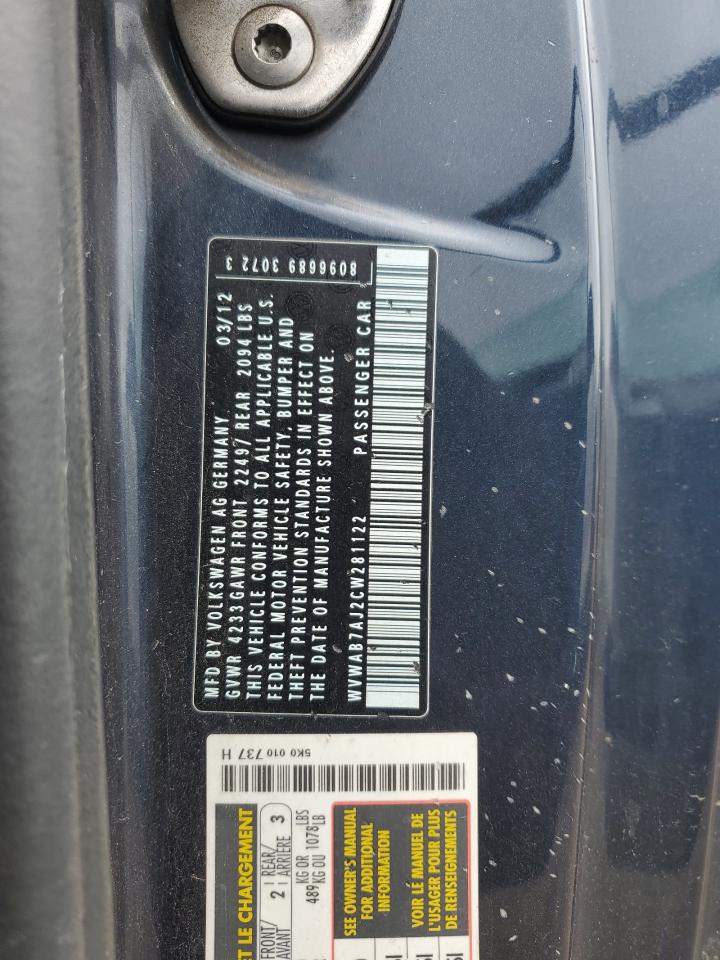 MFD BY VOLKSWAGEN AG GERMANY 03/12
GVWR 4233GAWR FRONT 2249/ REAR 2094 LBS
THIS VEHICLE CONFORMS TO ALL APPLICABLE U.S.
FEDERAL MOTOR VEHICLE SAFETY, BUMPER AND
THEFT PREVENTION STANDARDS IN EFFECT ON
THE DATE OF MANUFACTURE SHOWN ABOVE.
WVWAB7AJ2CW281122 PASSENGER CAR
8096689 3072 3
5K0 010 737 H
ET LE CHARGEMENT
FRONT/
AVANT 2
REAR/
ARRIÈRE 3
489 KG OR LBS
KG OU 1078 LB
SEE OWNER'S MANUAL
FOR ADDITIONAL
INFORMATION
VOIR LE MANUEL DE
L'USAGER POUR PLUS
DE RENSEIGNEMENTS